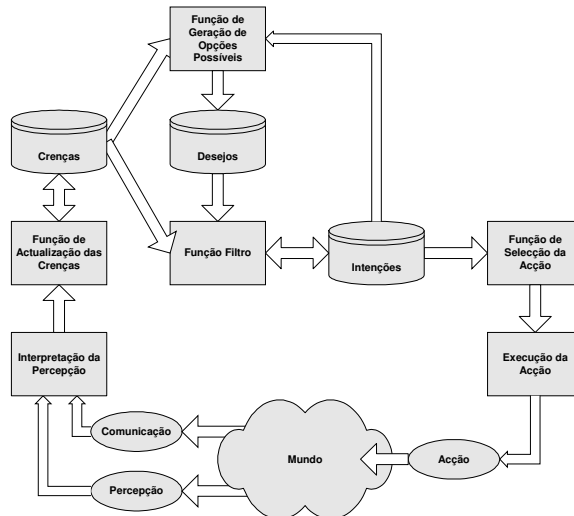 Função de
Geração de
Opções
Possíveis
Crenças
Desejos
Função de
Actualização das
Crenças
Função Filtro
Intenções
Função de
Selecção da
Acção
Interpretação da
Percepção
Execução da
Acção
Comunicação
Mundo
Acção
Percepção